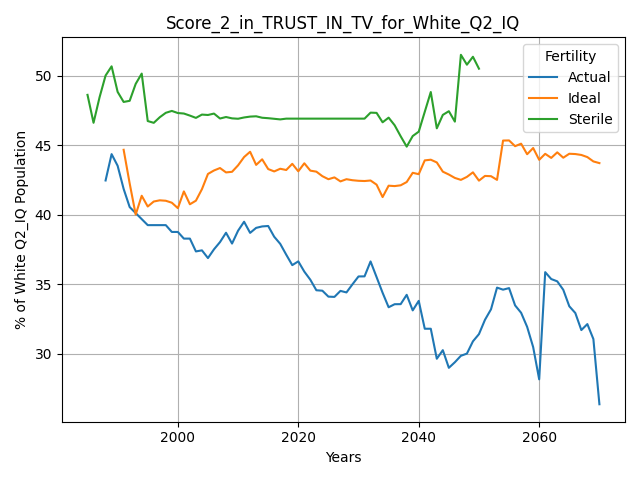 Score_2_in_TRUST_IN_TV_for_White_Q2_IQ
Fertility
Actual
Ideal
Sterile
% of White Q2_IQ Population
50
45
40
35
30
2000
2020
2040
2060
Years